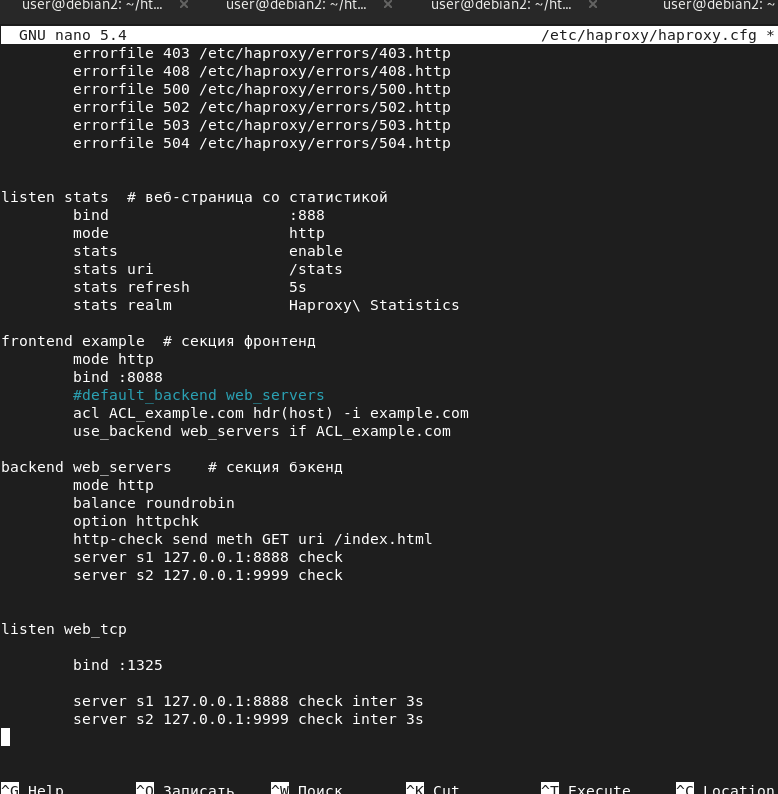 user@debian2: ~/ht... × user@debian2: ~/ht... × user@debian2: ~/ht... × user@debian2: ~
GNU nano 5.4 /etc/haproxy/haproxy.cfg *
errorfile 403 /etc/haproxy/errors/403.http
errorfile 408 /etc/haproxy/errors/408.http
errorfile 500 /etc/haproxy/errors/500.http
errorfile 502 /etc/haproxy/errors/502.http
errorfile 503 /etc/haproxy/errors/503.http
errorfile 504 /etc/haproxy/errors/504.http
listen stats # веб-страница со статистикой
bind :888
mode http
stats enable
stats uri /stats
stats refresh 5s
stats realm Haproxy\ Statistics
frontend example # секция фронтенд
mode http
bind :8088
#default_backend web_servers
acl ACL_example.com hdr(host) -i example.com
use_backend web_servers if ACL_example.com
backend web_servers # секция бэкенд
mode http
balance roundrobin
option httpchk
http-check send meth GET uri /index.html
server s1 127.0.0.1:8888 check
server s2 127.0.0.1:9999 check
listen web_tcp
bind :1325
server s1 127.0.0.1:8888 check inter 3s
server s2 127.0.0.1:9999 check inter 3s
^G Help ^O Записать ^W Поиск ^K Cut ^T Execute ^C Location